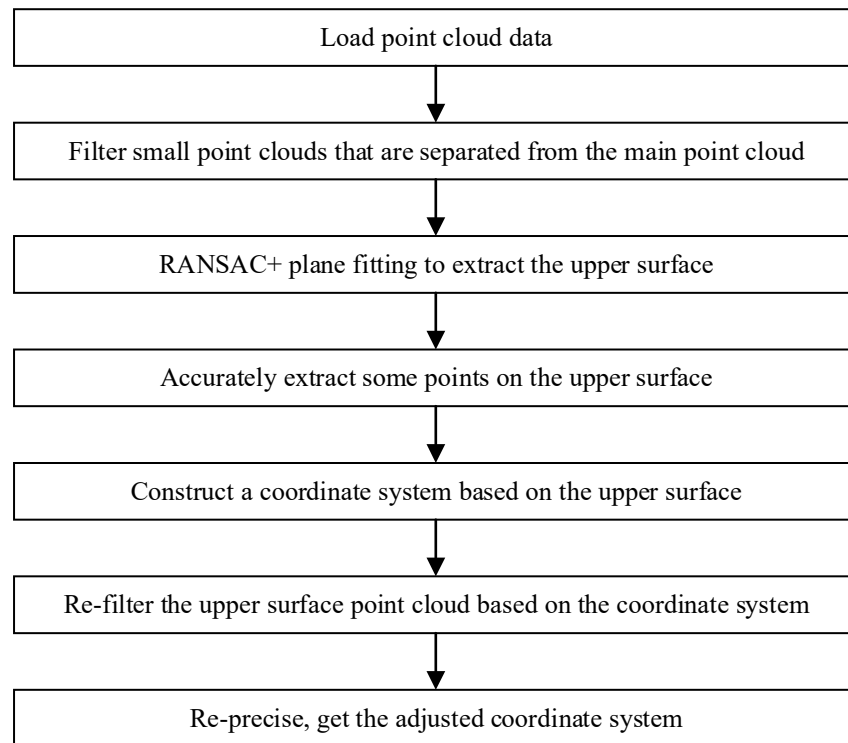 Load point cloud data
Filter small point clouds that are separated from the main point cloud
RANSAC+ plane fitting to extract the upper surface
Accurately extract some points on the upper surface
Construct a coordinate system based on the upper surface
Re-filter the upper surface point cloud based on the coordinate system
Re-precise, get the adjusted coordinate system